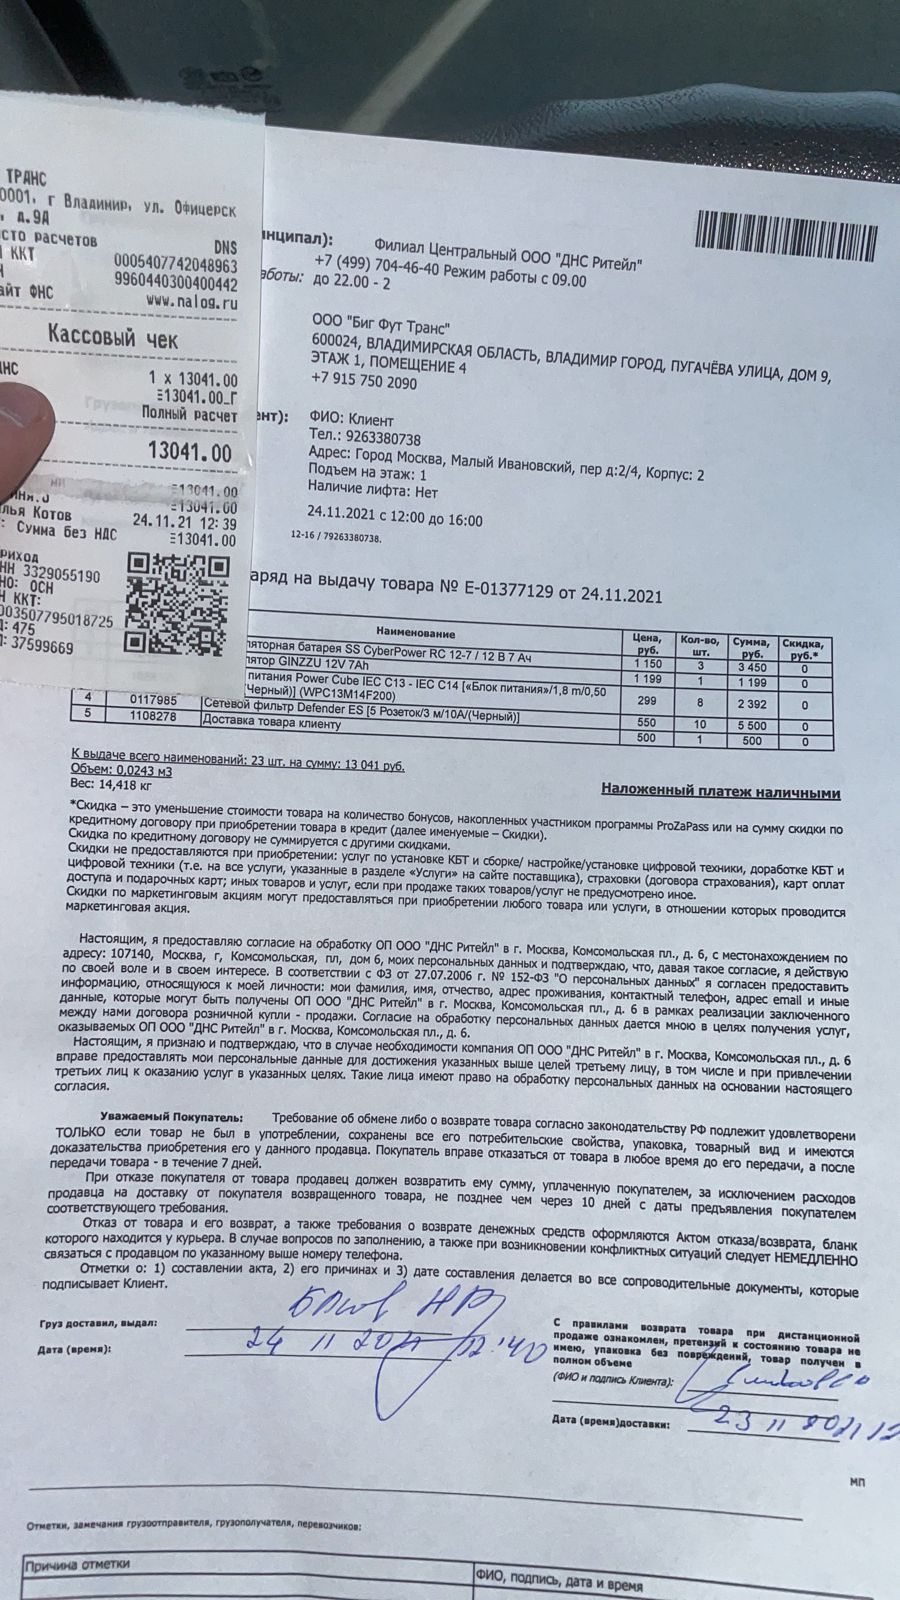 ТРАНС
0001, г Владимир, ул. Офицерск
, д.9А
сто расчетов DNS
ККТ 0005407742048963
9960440300400442
айт ФНС www.nalog.ru
Кассовый чек
НС
1 x 13041.00
≡13041.00_Г
Полный расчет
13041.00
≡13041.00
≡13041.00
лья Котов 24.11.21 12:39
: Сумма без НДС ≡13041.00
риход
НН 3329055190
НО: ОСН
Н ККТ:
003507795018725
: 475
: 37599669
инципал): Филиал Центральный ООО "ДНС Ритейл"
+7 (499) 704-46-40 Режим работы с 09.00
аботы: до 22.00 - 2
ООО "Биг Фут Транс"
600024, ВЛАДИМИРСКАЯ ОБЛАСТЬ, ВЛАДИМИР ГОРОД, ПУГАЧЁВА УЛИЦА, ДОМ 9,
ЭТАЖ 1, ПОМЕЩЕНИЕ 4
+7 915 750 2090
ент): ФИО: Клиент
Тел.: 9263380738
Адрес: Город Москва, Малый Ивановский, пер д:2/4, Корпус: 2
Подъем на этаж: 1
Наличие лифта: Нет
24.11.2021 с 12:00 до 16:00
12-16 / 79263380738.
аряд на выдачу товара № Е-01377129 от 24.11.2021
Наименование Цена, руб. Кол-во, шт. Сумма, руб. Скидка, руб.*
ляторная батарея SS CyberPower RC 12-7 / 12 В 7 Ач 1 150 3 3 450 0
лятор GINZZU 12V 7Ah 1 199 1 1 199 0
питания Power Cube IEC C13 - IEC C14 [«Блок питания»/1,8 m/0,50
Черный)] (WPC13M14F200) 299 8 2 392 0
4 0117985 Сетевой фильтр Defender ES [5 Розеток/3 м/10А/(Черный)] 550 10 5 500 0
5 1108278 Доставка товара клиенту 500 1 500 0
К выдаче всего наименований: 23 шт. на сумму: 13 041 руб.
Объем: 0,0243 м3
Вес: 14,418 кг
Наложенный платеж наличными
*Скидка – это уменьшение стоимости товара на количество бонусов, накопленных участником программы ProZaPass или на сумму скидки по
кредитному договору при приобретении товара в кредит (далее именуемые – Скидки).
Скидка по кредитному договору не суммируется с другими скидками.
Скидки не предоставляются при приобретении: услуг по установке КБТ и сборке/ настройке/установке цифровой техники, доработке КБТ и
цифровой техники (т.е. на все услуги, указанные в разделе «Услуги» на сайте поставщика), страховки (договора страхования), карт оплат
доступа и подарочных карт; иных товаров и услуг, если при продаже таких товаров/услуг не предусмотрено иное.
Скидки по маркетинговым акциям могут предоставляться при приобретении любого товара или услуги, в отношении которых проводится
маркетинговая акция.
Настоящим, я предоставляю согласие на обработку ОП ООО "ДНС Ритейл" в г. Москва, Комсомольская пл., д. 6, с местонахождением по
адресу: 107140, Москва, г, Комсомольская, пл, дом 6, моих персональных данных и подтверждаю, что, давая такое согласие, я действую
по своей воле и в своем интересе. В соответствии с ФЗ от 27.07.2006 г. № 152-ФЗ "О персональных данных" я согласен предоставить
информацию, относящуюся к моей личности: мои фамилия, имя, отчество, адрес проживания, контактный телефон, адрес email и иные
данные, которые могут быть получены ОП ООО "ДНС Ритейл" в г. Москва, Комсомольская пл., д. 6 в рамках реализации заключенного
между нами договора розничной купли - продажи. Согласие на обработку персональных данных дается мною в целях получения услуг,
оказываемых ОП ООО "ДНС Ритейл" в г. Москва, Комсомольская пл., д. 6.
Настоящим, я признаю и подтверждаю, что в случае необходимости компания ОП ООО "ДНС Ритейл" в г. Москва, Комсомольская пл., д. 6
вправе предоставлять мои персональные данные для достижения указанных выше целей третьему лицу, в том числе и при привлечении
третьих лиц к оказанию услуг в указанных целях. Такие лица имеют право на обработку персональных данных на основании настоящего
согласия.
Уважаемый Покупатель: Требование об обмене либо о возврате товара согласно законодательству РФ подлежит удовлетворени
ТОЛЬКО если товар не был в употреблении, сохранены все его потребительские свойства, упаковка, товарный вид и имеются
доказательства приобретения его у данного продавца. Покупатель вправе отказаться от товара в любое время до его передачи, а после
передачи товара - в течение 7 дней.
При отказе покупателя от товара продавец должен возвратить ему сумму, уплаченную покупателем, за исключением расходов
продавца на доставку от покупателя возвращенного товара, не позднее чем через 10 дней с даты предъявления покупателем
соответствующего требования.
Отказ от товара и его возврат, а также требования о возврате денежных средств оформляются Актом отказа/возврата, бланк
которого находится у курьера. В случае вопросов по заполнению, а также при возникновении конфликтных ситуаций следует НЕМЕДЛЕННО
связаться с продавцом по указанному выше номеру телефона.
Отметки о: 1) составлении акта, 2) его причинах и 3) дате составления делается во все сопроводительные документы, которые
подписывает Клиент.
Груз доставил, выдал:
Дата (время): 24 11 2021 12:40
С правилами возврата товара при дистанционной
продаже ознакомлен, претензий к состоянию товара не
имею, упаковка без повреждений, товар получен в
полном объеме
(ФИО и подпись Клиента):
Дата (время)доставки: 23 11 2021 12
МП
Отметки, замечания грузоотправителя, грузополучателя, перевозчиков:
Причина отметки ФИО, подпись, дата и время